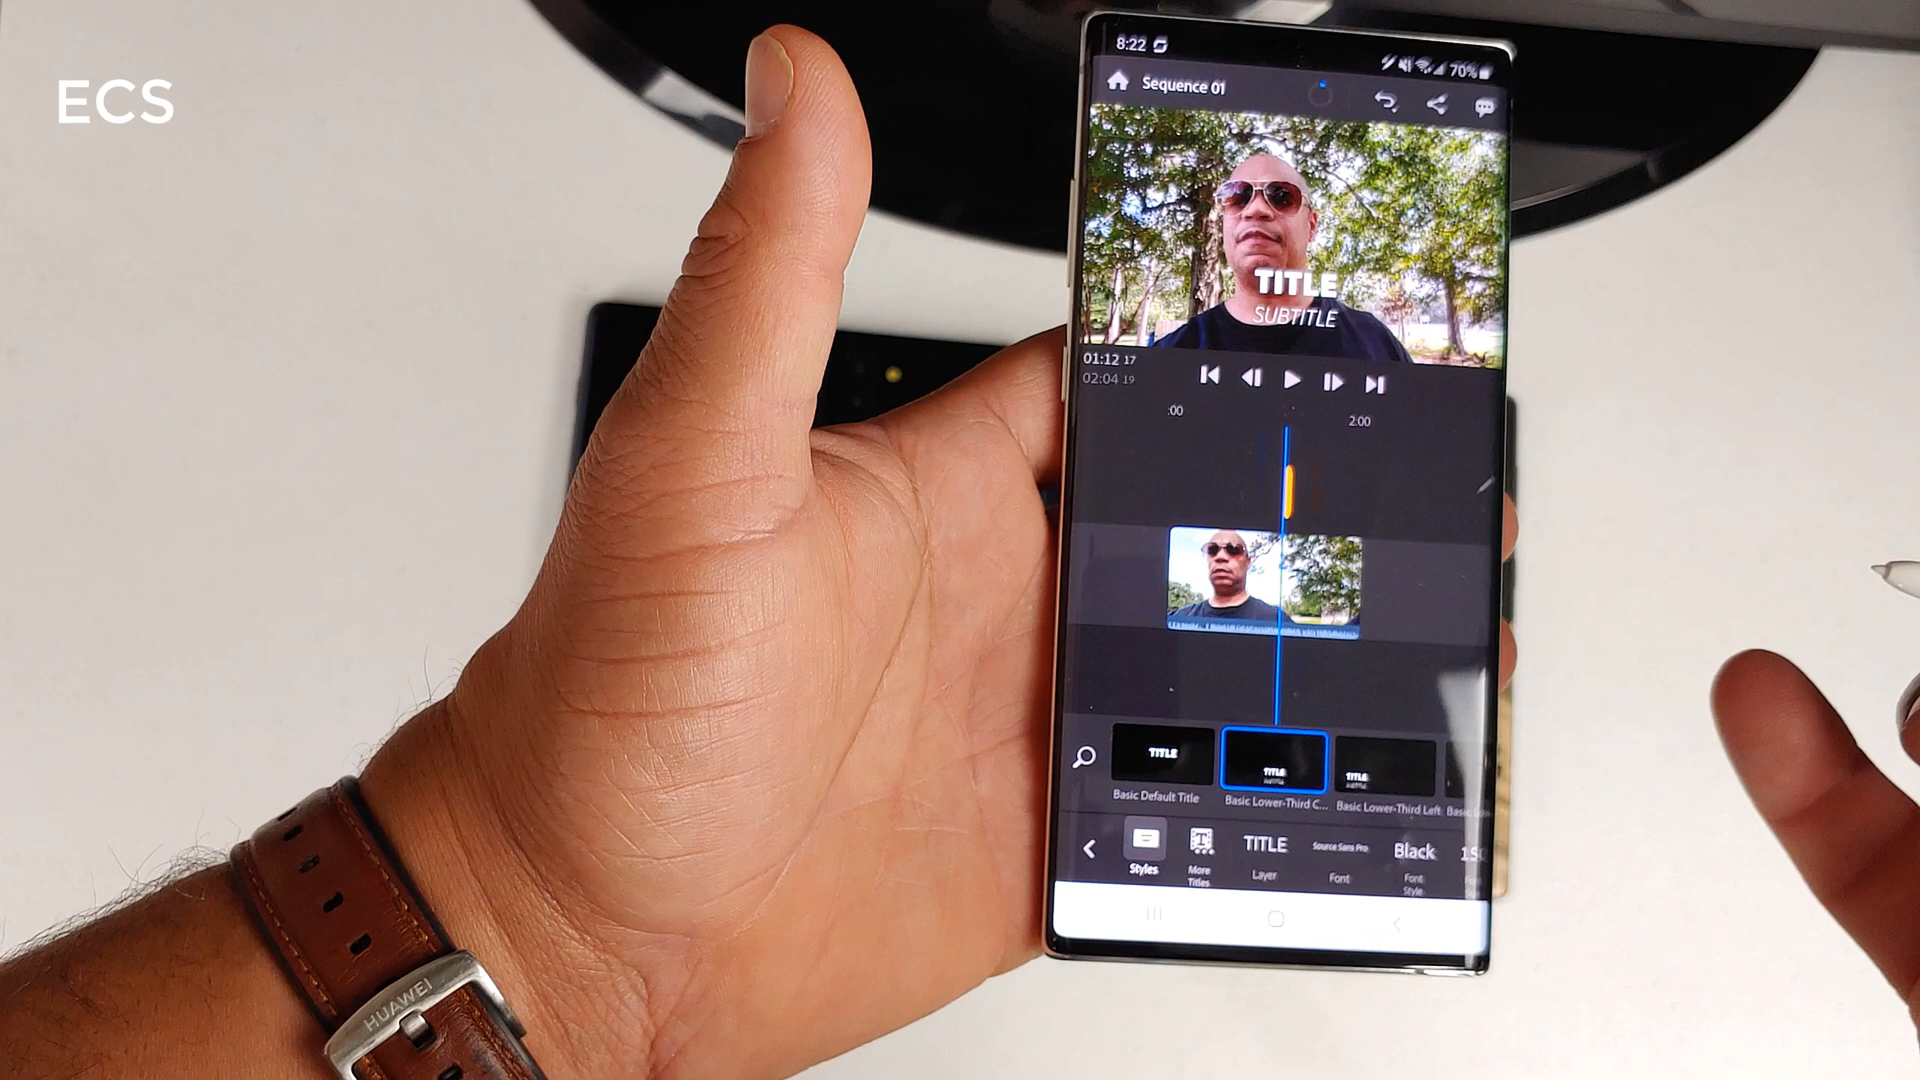 ECS
8:22
70%
Sequence 01
TITLE
SUBTITLE
01:12 17
02:04 19
:00
2:00
TITLE
TITLE
TITLE
Basic Default Title
Basic Lower-Third C...
Basic Lower-Third Left
Basic
Styles
More Titles
TITLE
Layer
Source Sans Pro
Font
Black
Font Style
HUAWEI